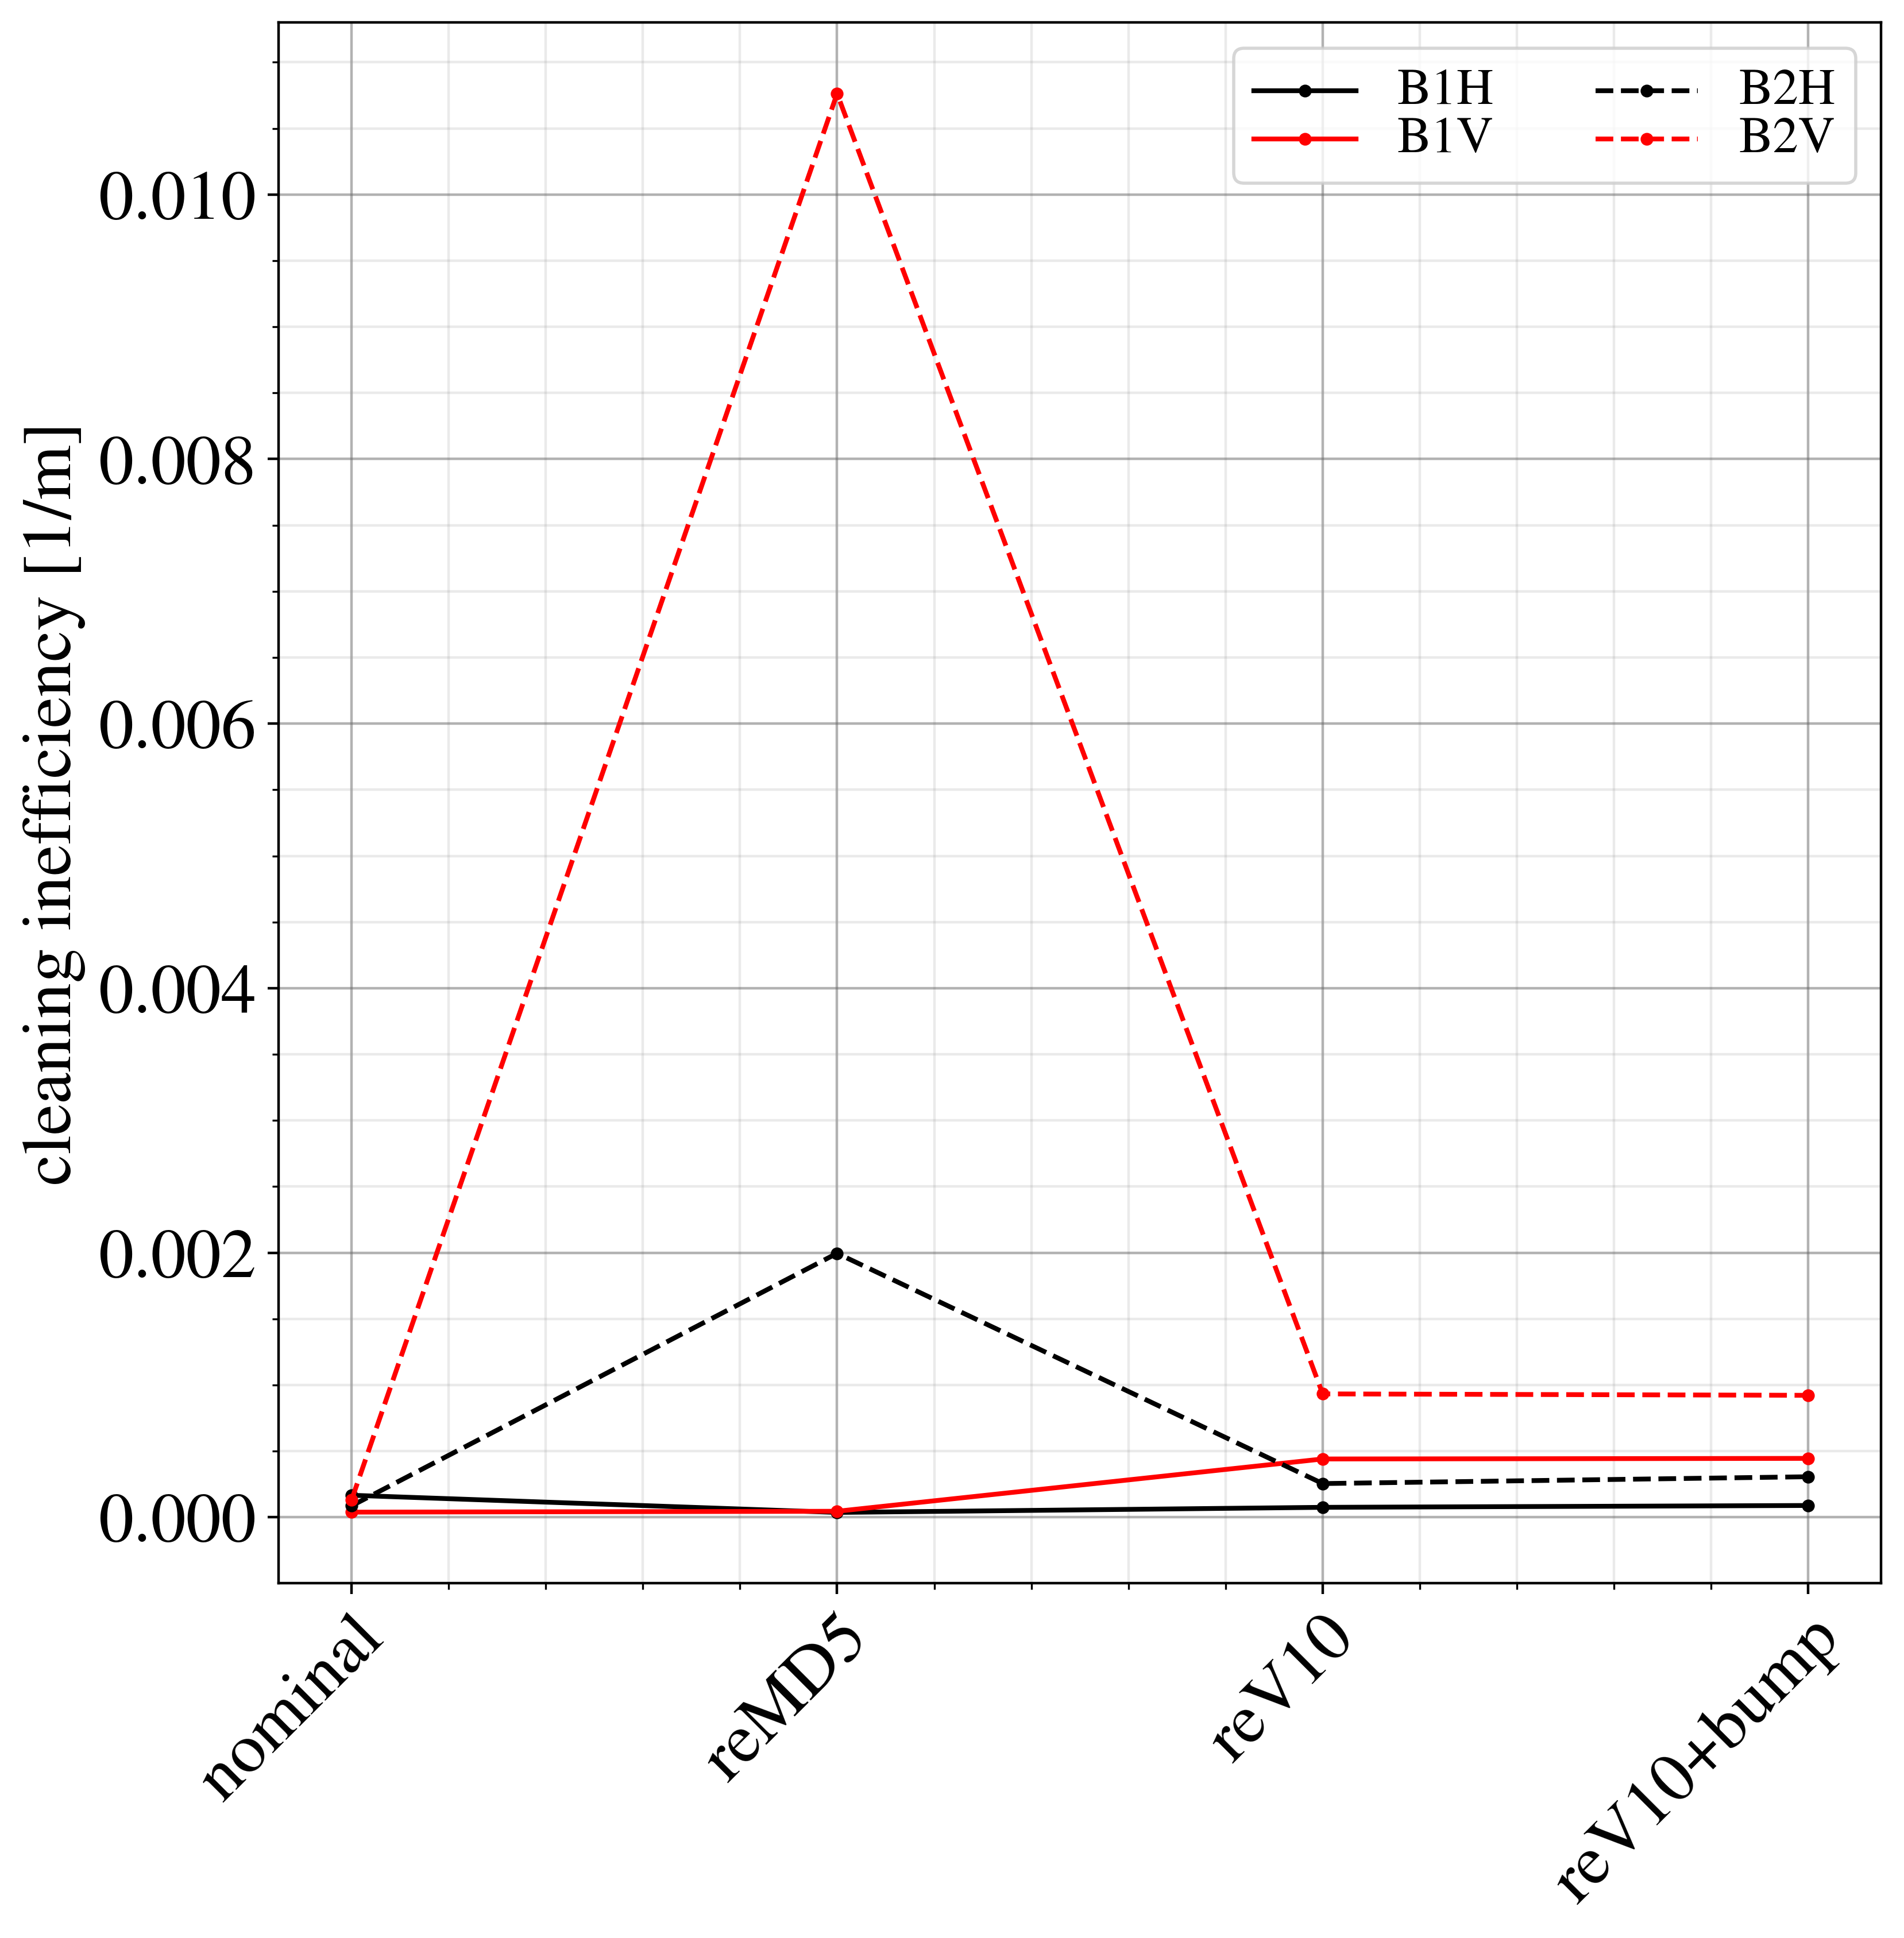 B1H
B1V
B2H
B2V
cleaning inefficiency [1/m]
0.010
0.008
0.006
0.004
0.002
0.000
nominal
reMD5
reV10
reV10+bump